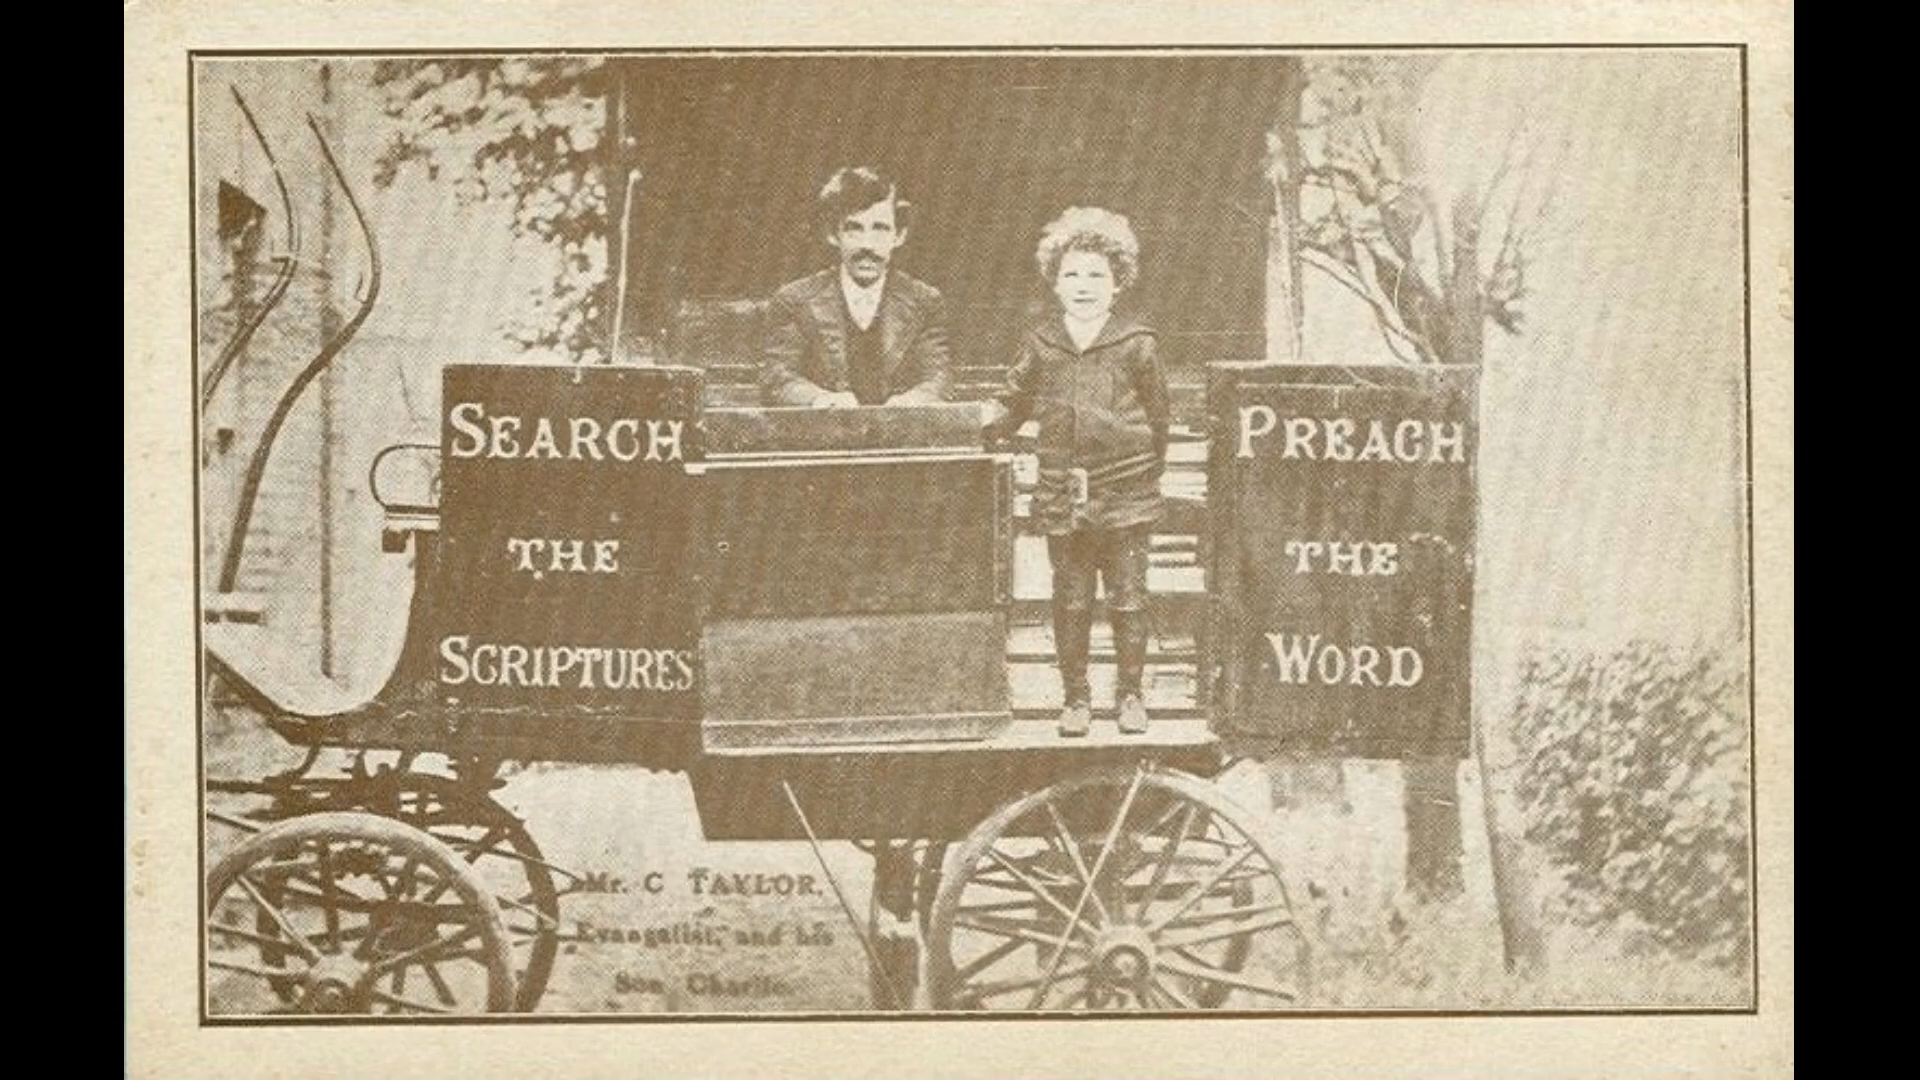 SEARCH
THE
SCRIPTURES
PREACH
THE
WORD
Mr. C TAYLOR,
Evangelist, and his
Son Charlie.